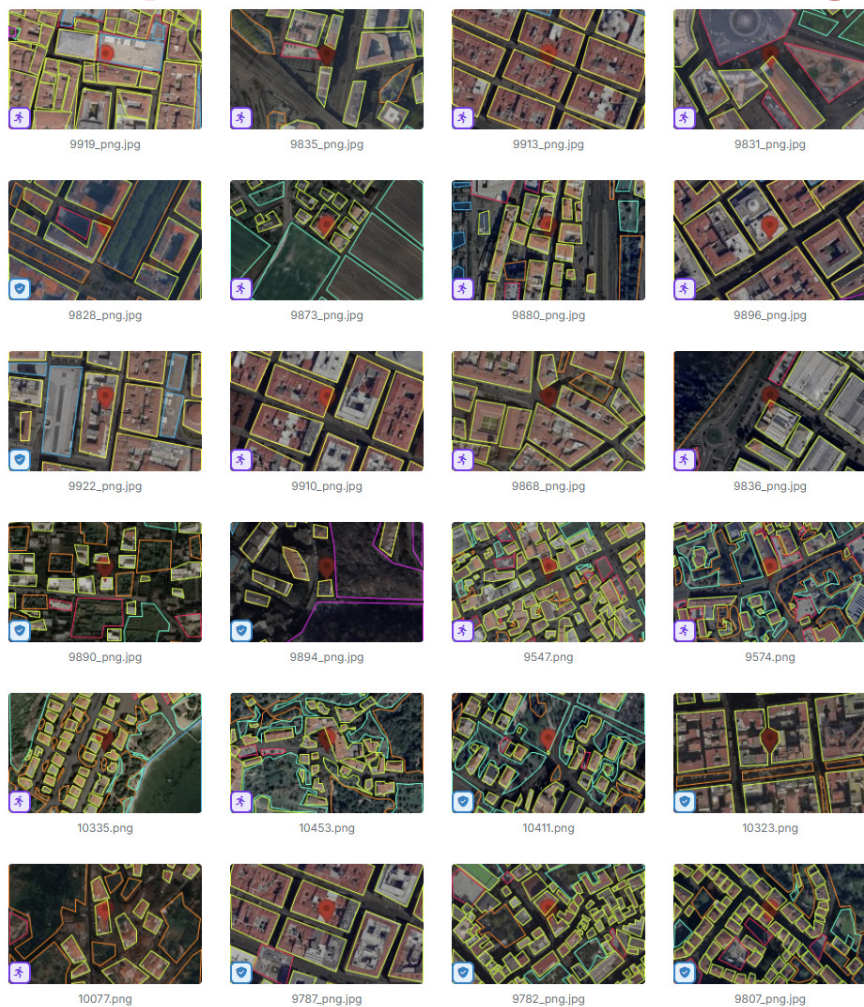 9919_png.jpg 9835_png.jpg 9913_png.jpg 9831_png.jpg
9828_png.jpg 9873_png.jpg 9880_png.jpg 9896_png.jpg
9922_png.jpg 9910_png.jpg 9868_png.jpg 9836_png.jpg
9890_png.jpg 9894_png.jpg 9547.png 9574.png
10335.png 10453.png 10411.png 10323.png
10077.png 9787_png.jpg 9782_png.jpg 9807_png.jpg